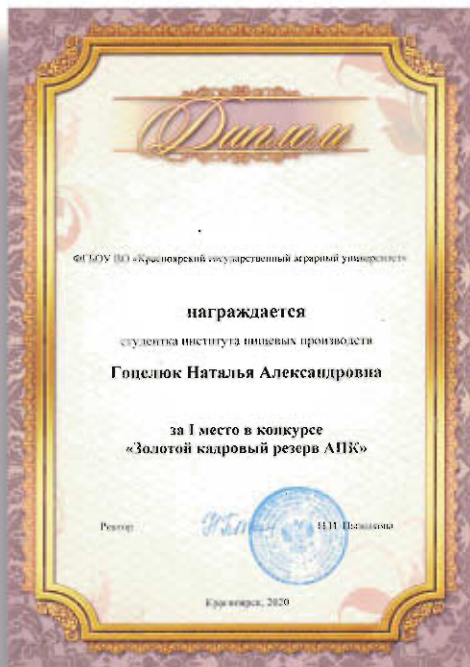 Диплом
ФГБОУ ВО «Красноярский государственный аграрный университет»
награждается
студентка института пищевых производств
Гоцелюк Наталья Александровна
за I место в конкурсе
«Золотой кадровый резерв АПК»
Ректор Н.И. Пыжикова
Красноярск, 2020